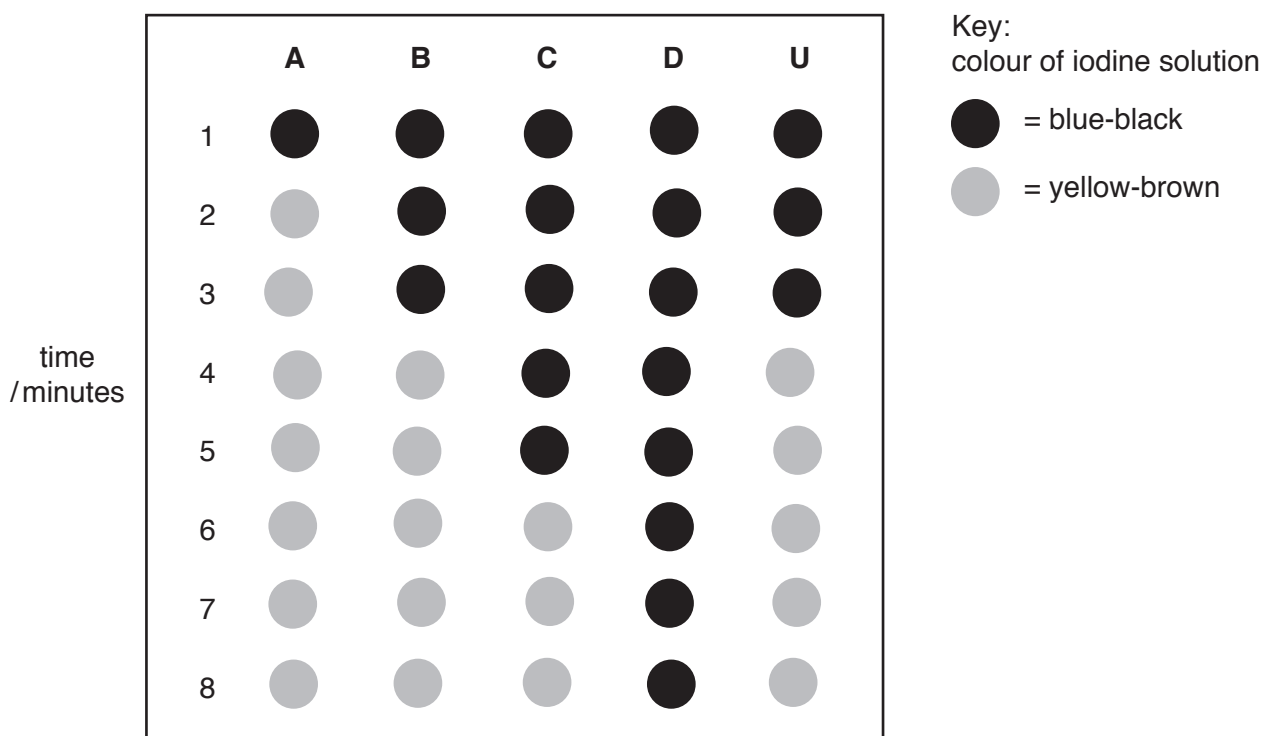 A B C D U
1
2
3
4
5
6
7
8
time
/minutes
Key:
colour of iodine solution
= blue-black
= yellow-brown